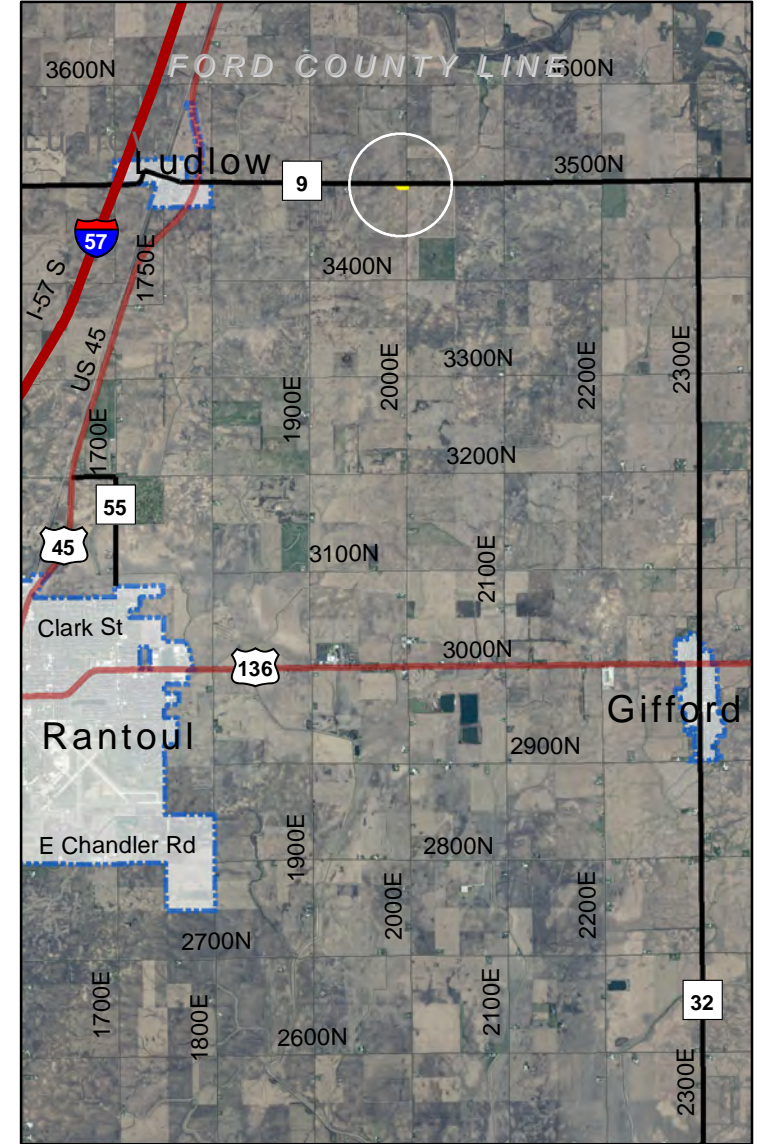 FORD COUNTY LINE
3600N
3600N
Ludlow
Ludlow
3500N
9
57
I-57 S
1750E
3400N
US 45
3300N
2000E
2200E
2300E
1900E
1700E
3200N
55
45
3100N
2100E
Clark St
3000N
136
Gifford
Rantoul
2900N
E Chandler Rd
1900E
2800N
2000E
2200E
2700N
1700E
1800E
2100E
32
2600N
2300E